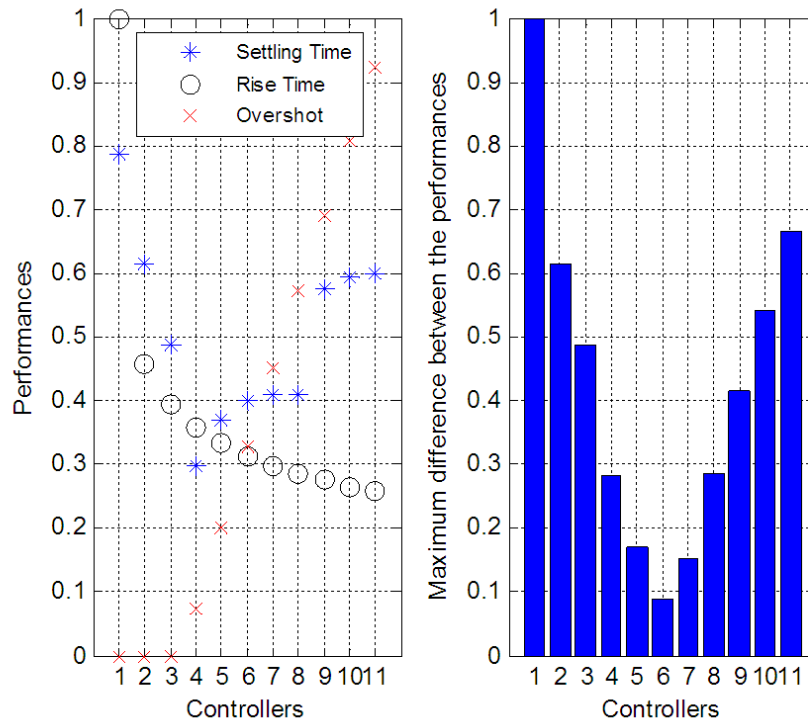 1
0.9
0.8
0.7
0.6
0.5
0.4
0.3
0.2
0.1
0
Performances
Settling Time
Rise Time
Overshot
1 2 3 4 5 6 7 8 9 10 11
Controllers
1
0.9
0.8
0.7
0.6
0.5
0.4
0.3
0.2
0.1
0
Maximum difference between the performances
1 2 3 4 5 6 7 8 9 10 11
Controllers